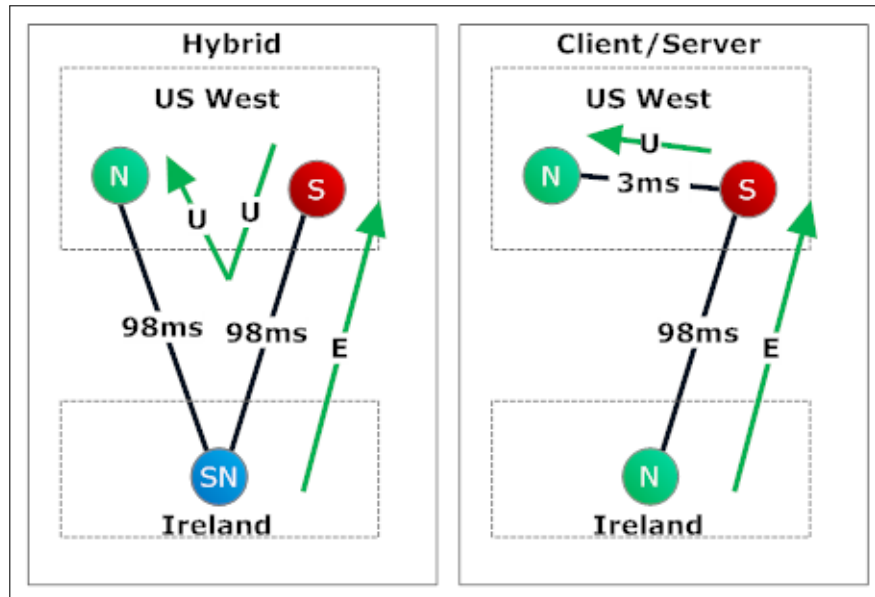 Hybrid
US West
N
S
U
U
98ms
98ms
E
SN
Ireland
Client/Server
US West
U
N
3ms
S
98ms
E
N
Ireland